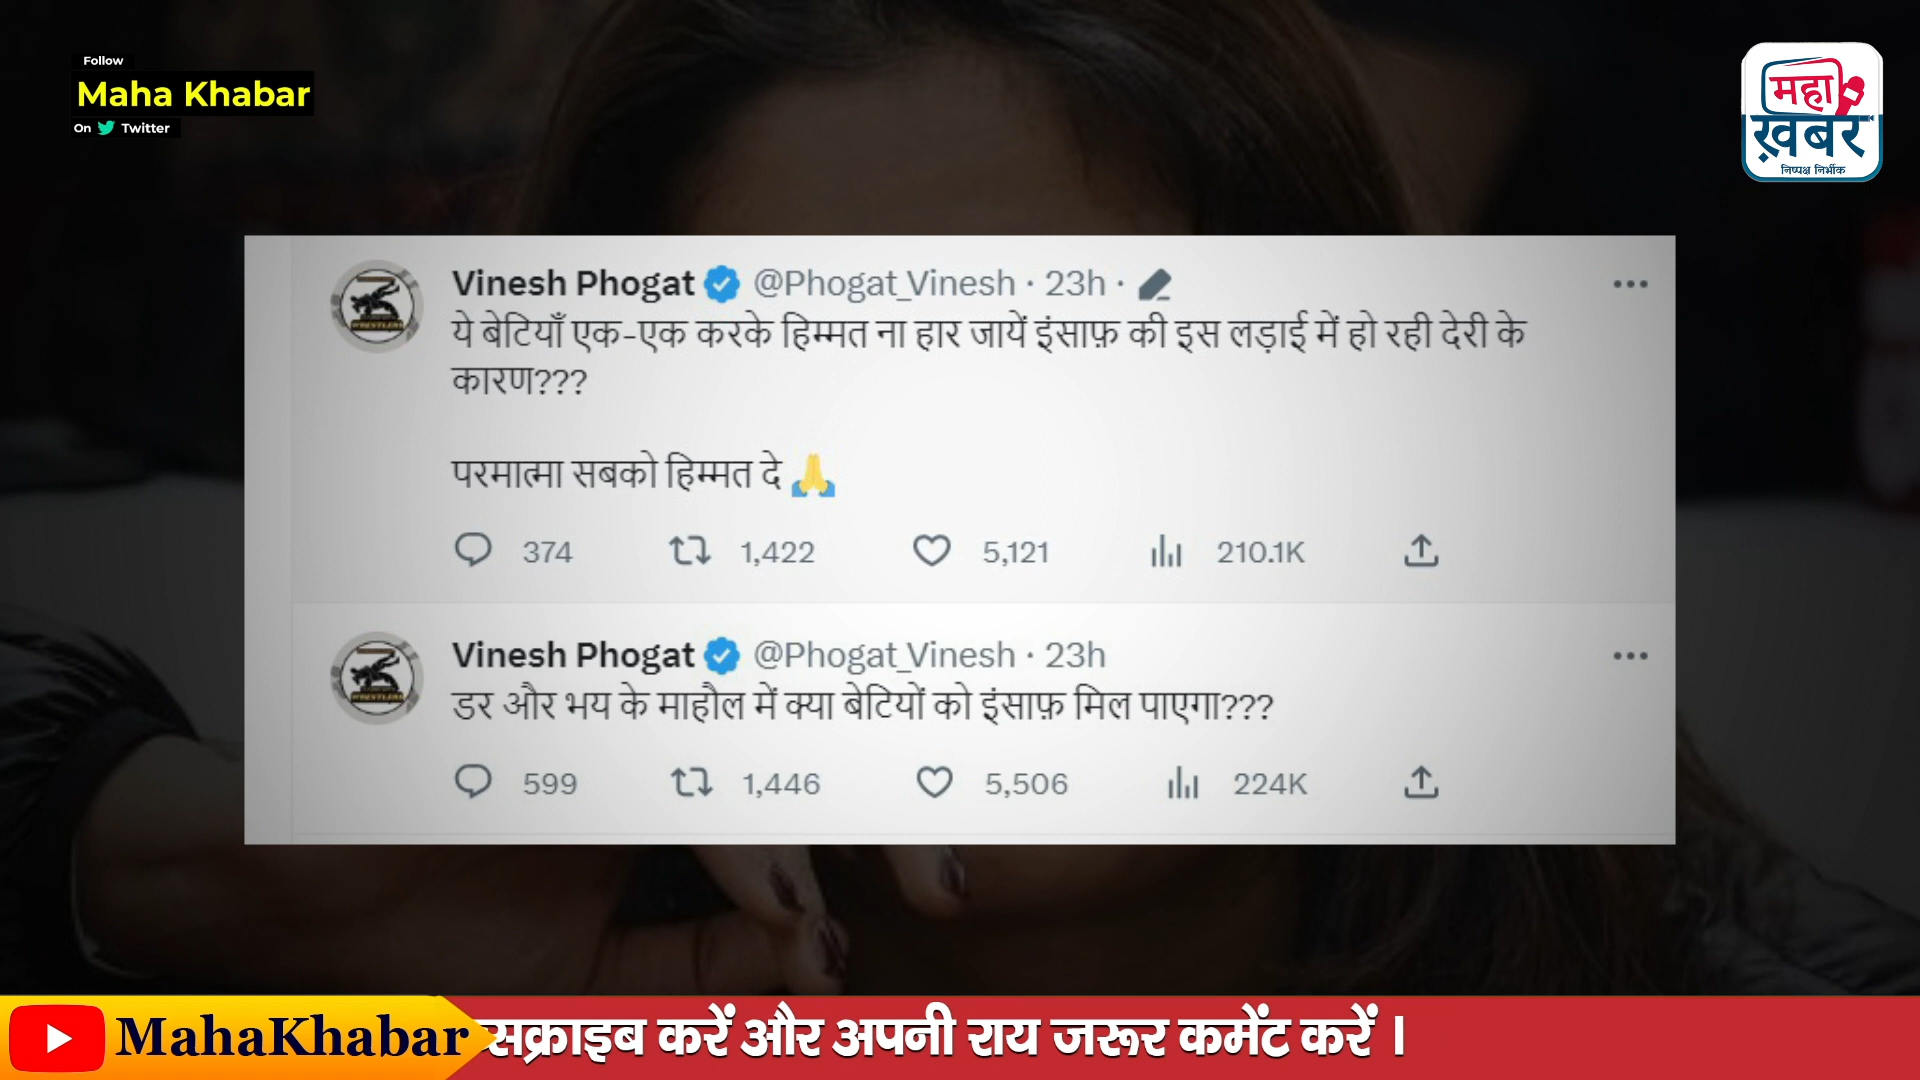 Follow
Maha Khabar
On Twitter
महा
ख़बर
निष्पक्ष निर्भीक
Vinesh Phogat @Phogat_Vinesh · 23h ·
ये बेटियाँ एक-एक करके हिम्मत ना हार जायें इंसाफ़ की इस लड़ाई में हो रही देरी के
कारण???
परमात्मा सबको हिम्मत दे 🙏
374 1,422 5,121 210.1K
Vinesh Phogat @Phogat_Vinesh · 23h
डर और भय के माहौल में क्या बेटियों को इंसाफ़ मिल पाएगा???
599 1,446 5,506 224K
MahaKhabar सक्राइब करें और अपनी राय जरूर कमेंट करें ।